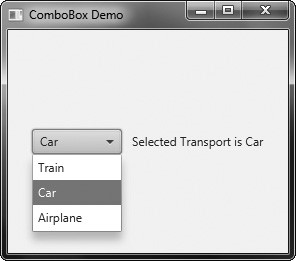 ComboBox Demo
Car Selected Transport is Car
Train
Car
Airplane